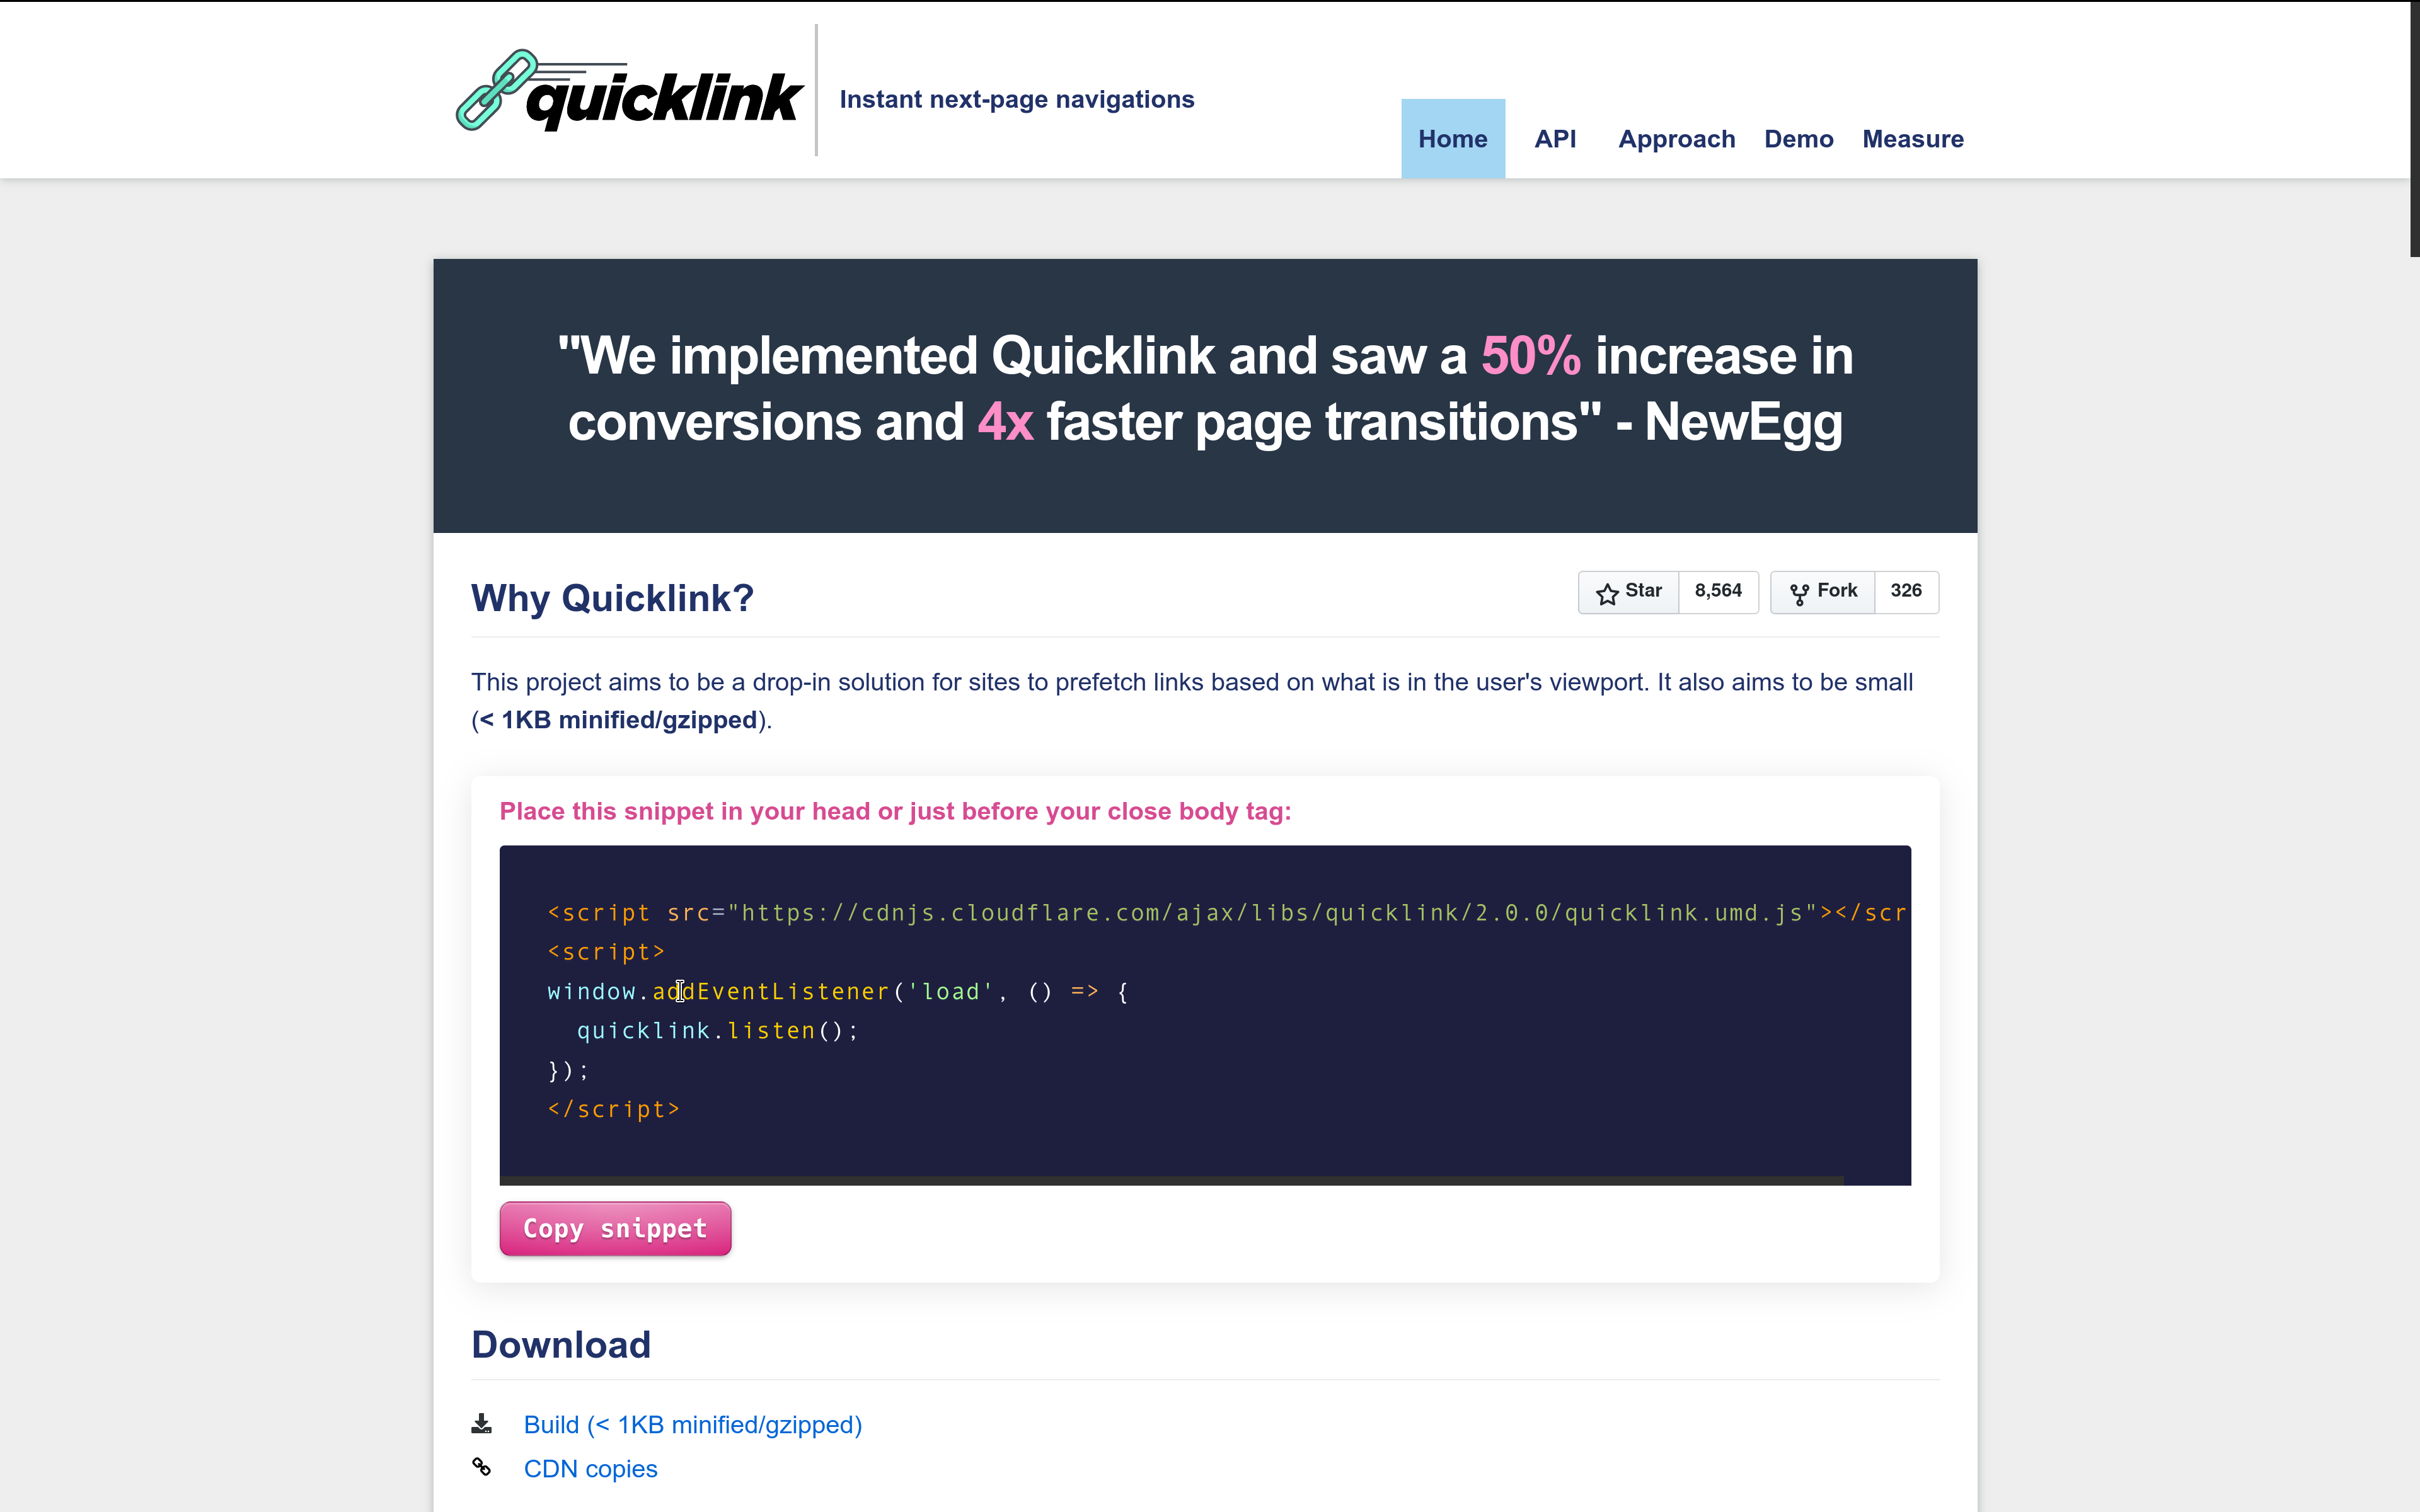 quicklink
Instant next-page navigations
Home API Approach Demo Measure
"We implemented Quicklink and saw a 50% increase in
conversions and 4x faster page transitions" - NewEgg
Why Quicklink?
Star 8,564 Fork 326
This project aims to be a drop-in solution for sites to prefetch links based on what is in the user's viewport. It also aims to be small
(< 1KB minified/gzipped).
Place this snippet in your head or just before your close body tag:
<script src="https://cdnjs.cloudflare.com/ajax/libs/quicklink/2.0.0/quicklink.umd.js"></scr
<script>
window.addEventListener('load', () => {
  quicklink.listen();
});
</script>
Copy snippet
Download
Build (< 1KB minified/gzipped)
CDN copies